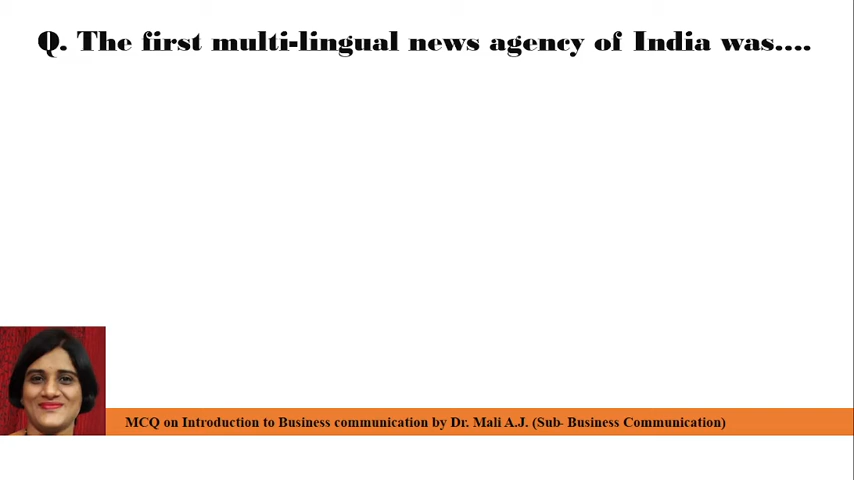 Q. The first multi-lingual news agency of India was....
MCQ on Introduction to Business communication by Dr. Mali A.J. (Sub- Business Communication)